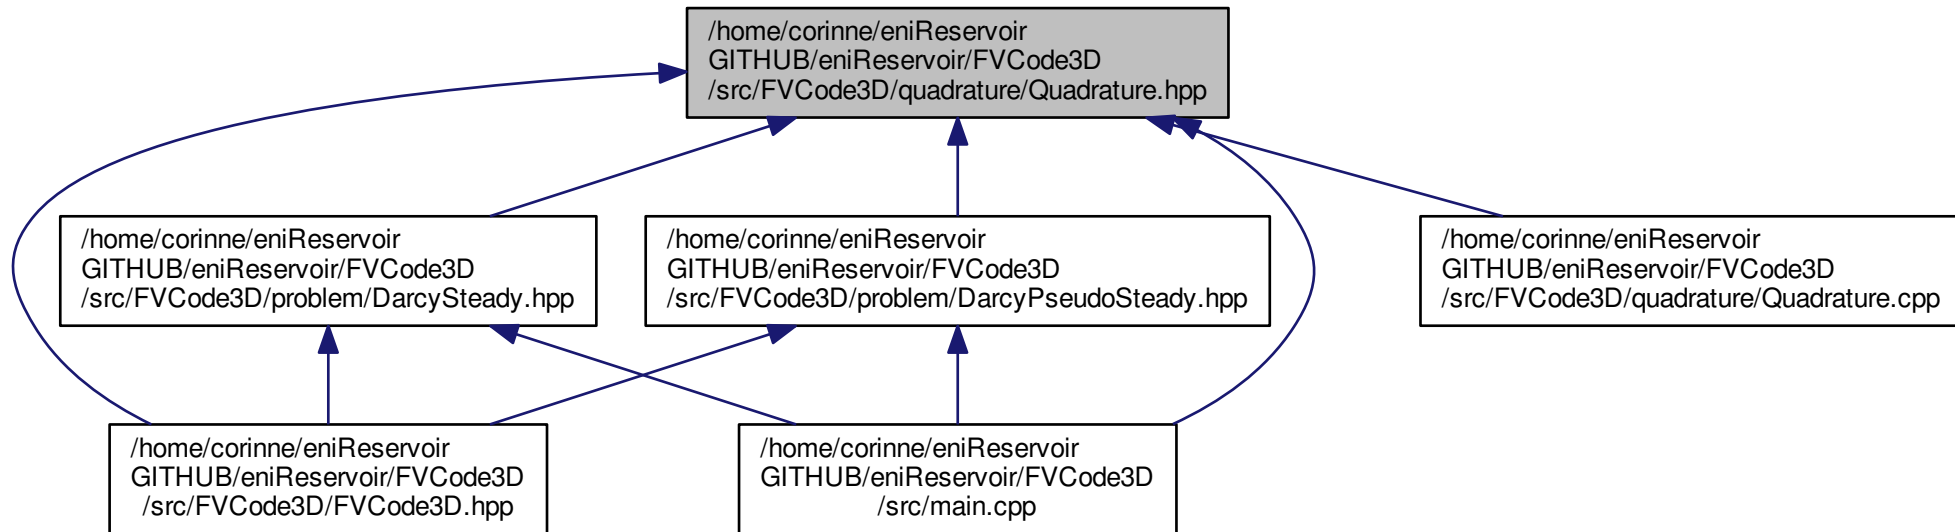 /home/corinne/eniReservoir
GITHUB/eniReservoir/FVCode3D
/src/FVCode3D/quadrature/Quadrature.hpp
/home/corinne/eniReservoir
GITHUB/eniReservoir/FVCode3D
/src/FVCode3D/problem/DarcySteady.hpp
/home/corinne/eniReservoir
GITHUB/eniReservoir/FVCode3D
/src/FVCode3D/problem/DarcyPseudoSteady.hpp
/home/corinne/eniReservoir
GITHUB/eniReservoir/FVCode3D
/src/FVCode3D/quadrature/Quadrature.cpp
/home/corinne/eniReservoir
GITHUB/eniReservoir/FVCode3D
/src/FVCode3D/FVCode3D.hpp
/home/corinne/eniReservoir
GITHUB/eniReservoir/FVCode3D
/src/main.cpp